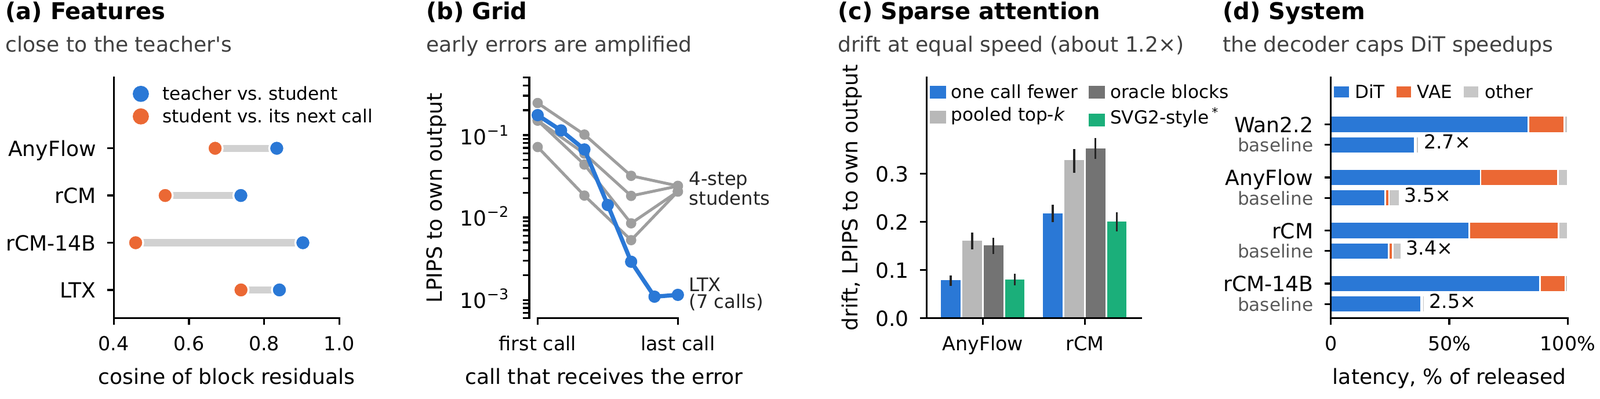 (a) Features
close to the teacher's
teacher vs. student
student vs. its next call
AnyFlow
rCM
rCM-14B
LTX
0.4 0.6 0.8 1.0
cosine of block residuals
(b) Grid
early errors are amplified
LPIPS to own output
10⁻¹
10⁻²
10⁻³
4-step
students
LTX
(7 calls)
first call last call
call that receives the error
(c) Sparse attention
drift at equal speed (about 1.2×)
drift, LPIPS to own output
one call fewer
pooled top-k
oracle blocks
SVG2-style*
0.3
0.2
0.1
0.0
AnyFlow rCM
(d) System
the decoder caps DiT speedups
DiT VAE other
Wan2.2
baseline 2.7×
AnyFlow
baseline 3.5×
rCM
baseline 3.4×
rCM-14B
baseline 2.5×
0 50% 100%
latency, % of released